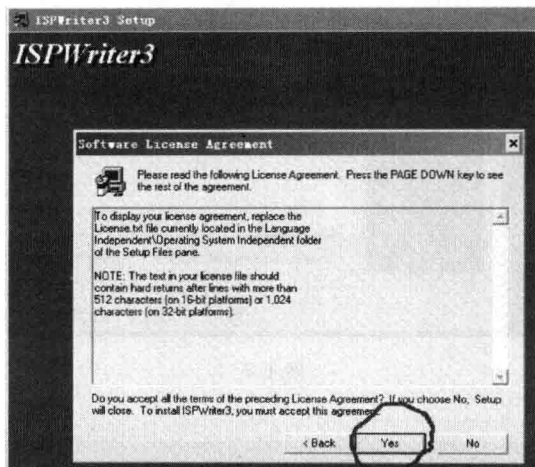 ISPWriter3 Setup
ISPWriter3
Software License Agreement
Please read the following License Agreement. Press the PAGE DOWN key to see
the rest of the agreement.
To display your license agreement, replace the
License.txt file currently located in the Language
Independent\Operating System Independent folder
of the Setup Files pane.
NOTE: The text in your license file should
contain hard returns after lines with more than
512 characters (on 16-bit platforms) or 1,024
characters (on 32-bit platforms).
Do you accept all the terms of the preceding License Agreement? If you choose No, Setup
will close. To install ISPWriter3, you must accept this agreement.
< Back
Yes
No